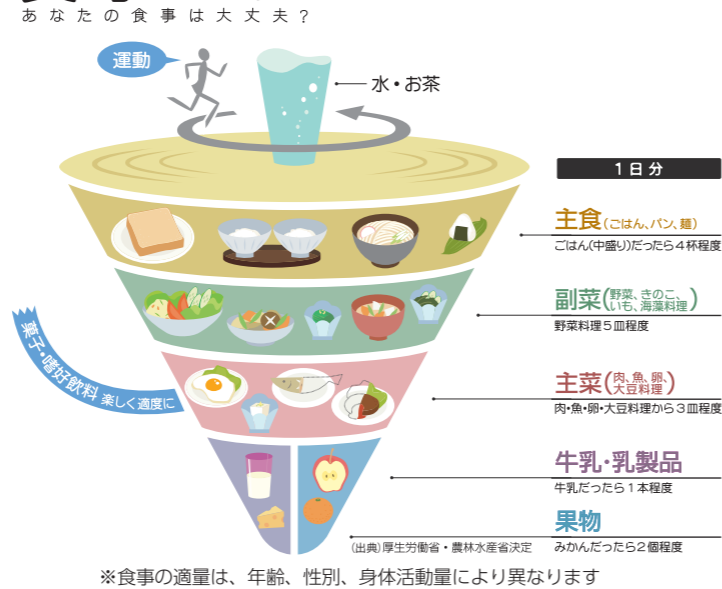 あなたの食事は大丈夫？
運動
水・お茶
1日分
主食(ごはん、パン、麺)
ごはん(中盛り)だったら4杯程度
副菜(野菜、きのこ、いも、海藻料理)
野菜料理5皿程度
菓子・嗜好飲料 楽しく適度に
主菜(肉、魚、卵、大豆料理)
肉・魚・卵・大豆料理から3皿程度
牛乳・乳製品
牛乳だったら1本程度
果物
みかんだったら2個程度
(出典)厚生労働省・農林水産省決定
※食事の適量は、年齢、性別、身体活動量により異なります